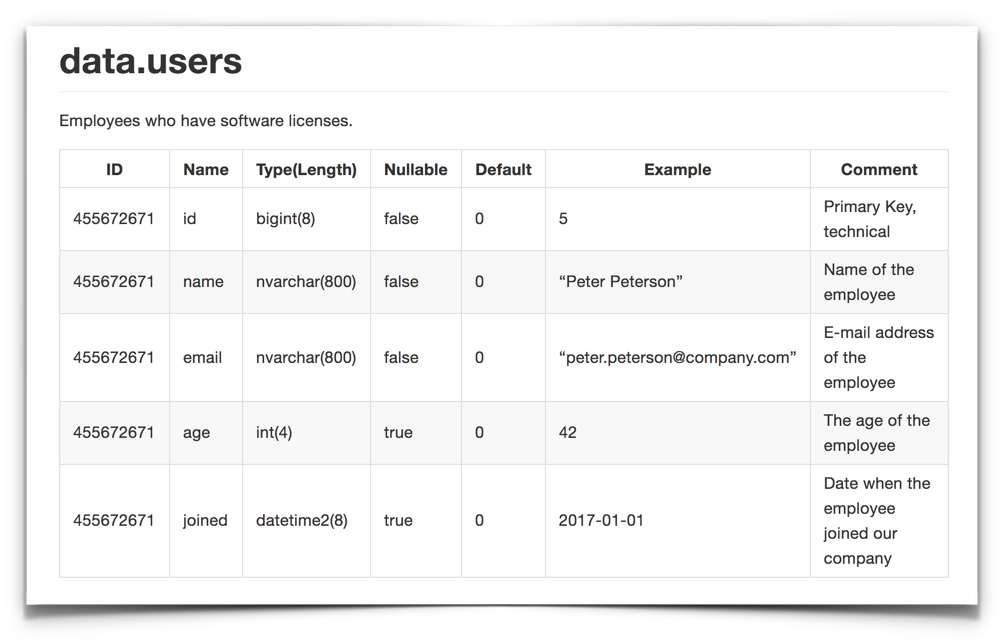 data.users
Employees who have software licenses.
ID Name Type(Length) Nullable Default Example Comment
455672671 id bigint(8) false 0 5 Primary Key,
technical
455672671 name nvarchar(800) false 0 “Peter Peterson” Name of the
employee
455672671 email nvarchar(800) false 0 “peter.peterson@company.com” E-mail address
of the
employee
455672671 age int(4) true 0 42 The age of the
employee
455672671 joined datetime2(8) true 0 2017-01-01 Date when the
employee
joined our
company